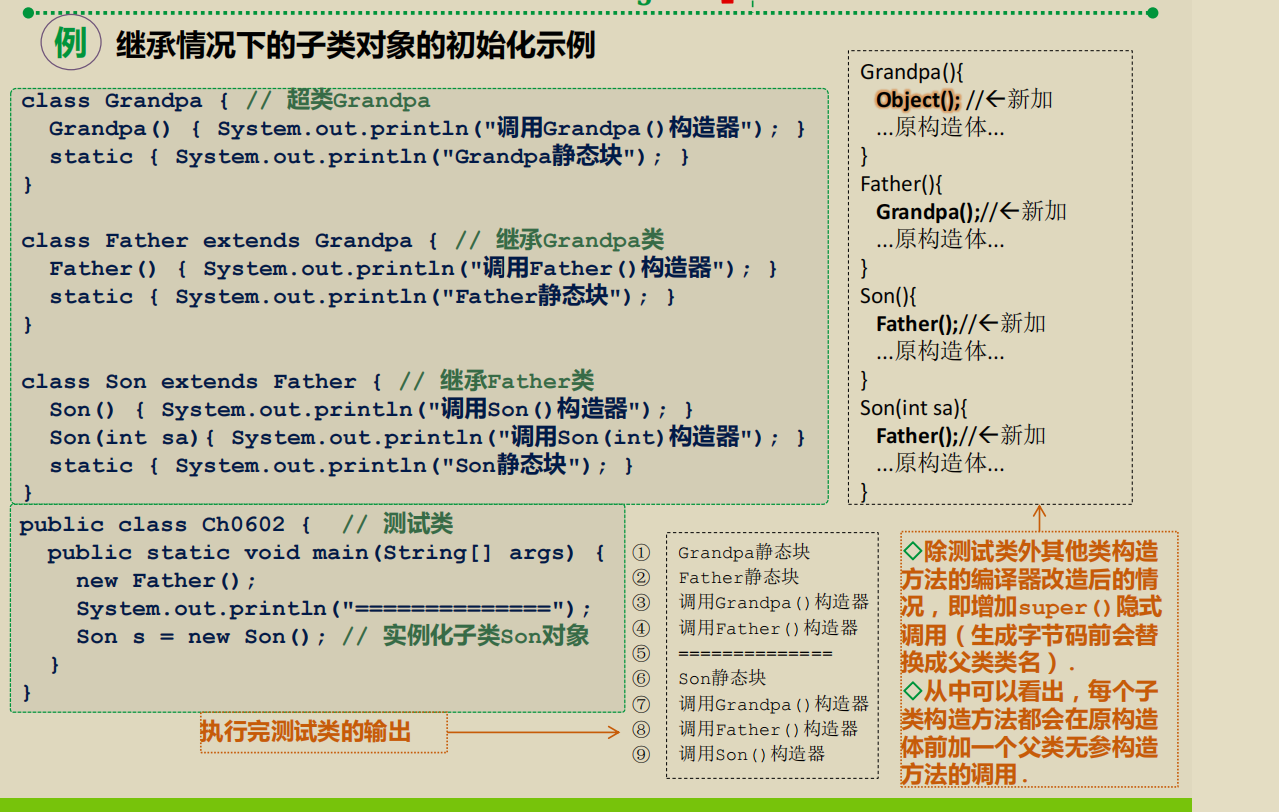 例 继承情况下的子类对象的初始化示例
class Grandpa { // 超类Grandpa
Grandpa() { System.out.println("调用Grandpa()构造器"); }
static { System.out.println("Grandpa静态块"); }
}
class Father extends Grandpa { // 继承Grandpa类
Father() { System.out.println("调用Father()构造器"); }
static { System.out.println("Father静态块"); }
}
class Son extends Father { // 继承Father类
Son() { System.out.println("调用Son()构造器"); }
Son(int sa){ System.out.println("调用Son(int)构造器"); }
static { System.out.println("Son静态块"); }
}
public class Ch0602 { // 测试类
public static void main(String[] args) {
new Father();
System.out.println("==============");
Son s = new Son(); // 实例化子类Son对象
}
}
执行完测试类的输出
① Grandpa静态块
② Father静态块
③ 调用Grandpa()构造器
④ 调用Father()构造器
⑤ ==============
⑥ Son静态块
⑦ 调用Grandpa()构造器
⑧ 调用Father()构造器
⑨ 调用Son()构造器
Grandpa(){
Object(); //←新加
…原构造体…
}
Father(){
Grandpa();//←新加
…原构造体…
}
Son(){
Father();//←新加
…原构造体…
}
Son(int sa){
Father();//←新加
…原构造体…
}
◇除测试类外其他类构造
方法的编译器改造后的情
况，即增加super()隐式
调用（生成字节码前会替
换成父类类名）.
◇从中可以看出，每个子
类构造方法都会在原构造
体前加一个父类无参构造
方法的调用.